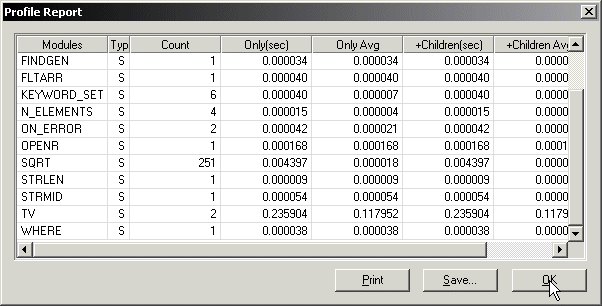 Profile Report
Modules Typ Count Only(sec) Only Avg +Children(sec) +Children Avg
FINDGEN S 1 0.000034 0.000034 0.000034 0.0000
FLTARR S 1 0.000040 0.000040 0.000040 0.0000
KEYWORD_SET S 6 0.000040 0.000007 0.000040 0.0000
N_ELEMENTS S 4 0.000015 0.000004 0.000015 0.0000
ON_ERROR S 2 0.000042 0.000021 0.000042 0.0000
OPENR S 1 0.000168 0.000168 0.000168 0.0001
SQRT S 251 0.004397 0.000018 0.004397 0.0000
STRLEN S 1 0.000009 0.000009 0.000009 0.0000
STRMID S 1 0.000054 0.000054 0.000054 0.0000
TV S 2 0.235904 0.117952 0.235904 0.1179
WHERE S 1 0.000038 0.000038 0.000038 0.0000
Print Save... OK